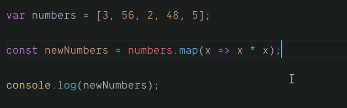 var numbers = [3, 56, 2, 48, 5];
const newNumbers = numbers.map(x => x * x);
console.log(newNumbers);